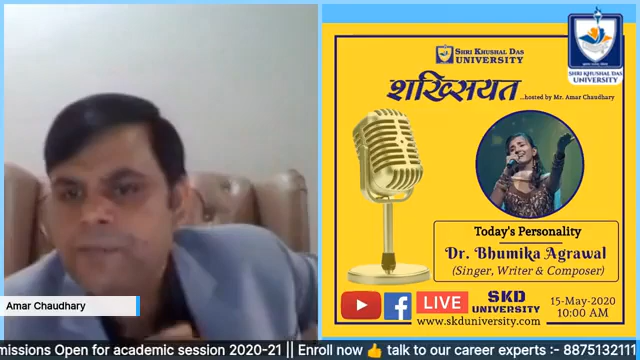 SHRI KHUSHAL DAS
UNIVERSITY
शख्सियत
...hosted by Mr. Amar Chaudhary
SHRI KHUSHAL DAS
UNIVERSITY
Today's Personality
Dr. Bhumika Agrawal
(Singer, Writer & Composer)
LIVE
SKD
UNIVERSITY
15-May-2020
10:00 AM
www.skduniversity.com
Amar Chaudhary
missions Open for academic session 2020-21 || Enroll now 👍 talk to our career experts :- 8875132111